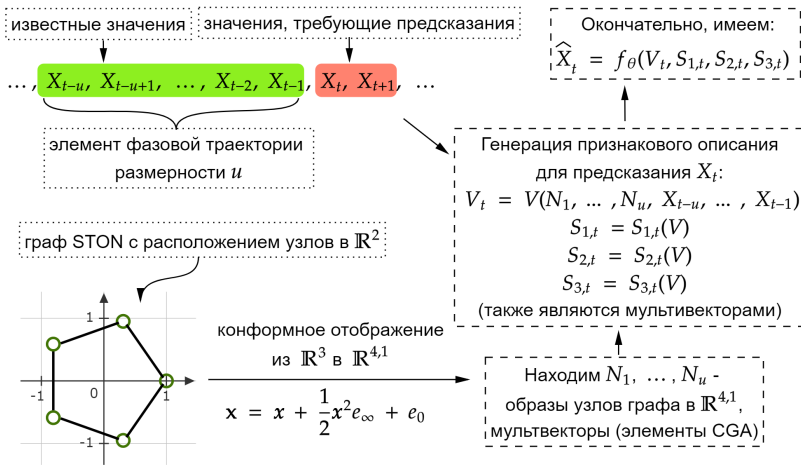 известные значения
значения, требующие предсказания
Окончательно, имеем:
X̂_t = f_θ(V_t, S_{1,t}, S_{2,t}, S_{3,t})
…, X_{t−u}, X_{t−u+1}, …, X_{t−2}, X_{t−1}, X_t, X_{t+1}, …
элемент фазовой траектории
размерности u
Генерация признакового описания
для предсказания X_t:
V_t = V(N_1, … , N_u, X_{t−u}, … , X_{t−1})
S_{1,t} = S_{1,t}(V)
S_{2,t} = S_{2,t}(V)
S_{3,t} = S_{3,t}(V)
(также являются мультивекторами)
граф STON с расположением узлов в ℝ²
1
-1
0
1
-1
конформное отображение
из ℝ³ в ℝ^{4,1}
x = x + 1/2 x² e_∞ + e_0
Находим N_1, … , N_u -
образы узлов графа в ℝ^{4,1},
мультвекторы (элементы CGA)